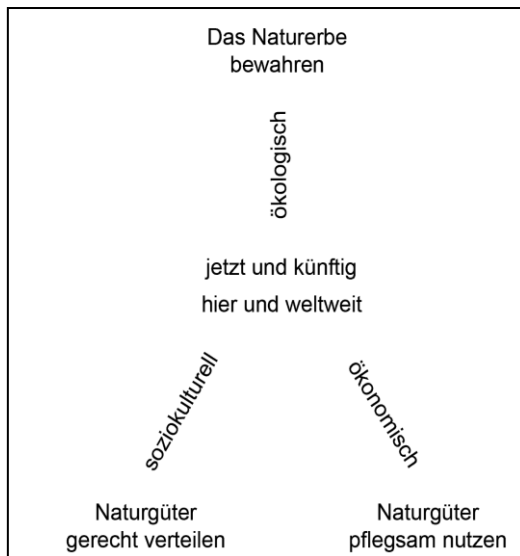 Das Naturerbe
bewahren
ökologisch
jetzt und künftig
hier und weltweit
soziokulturell
ökonomisch
Naturgüter
gerecht verteilen
Naturgüter
pflegsam nutzen